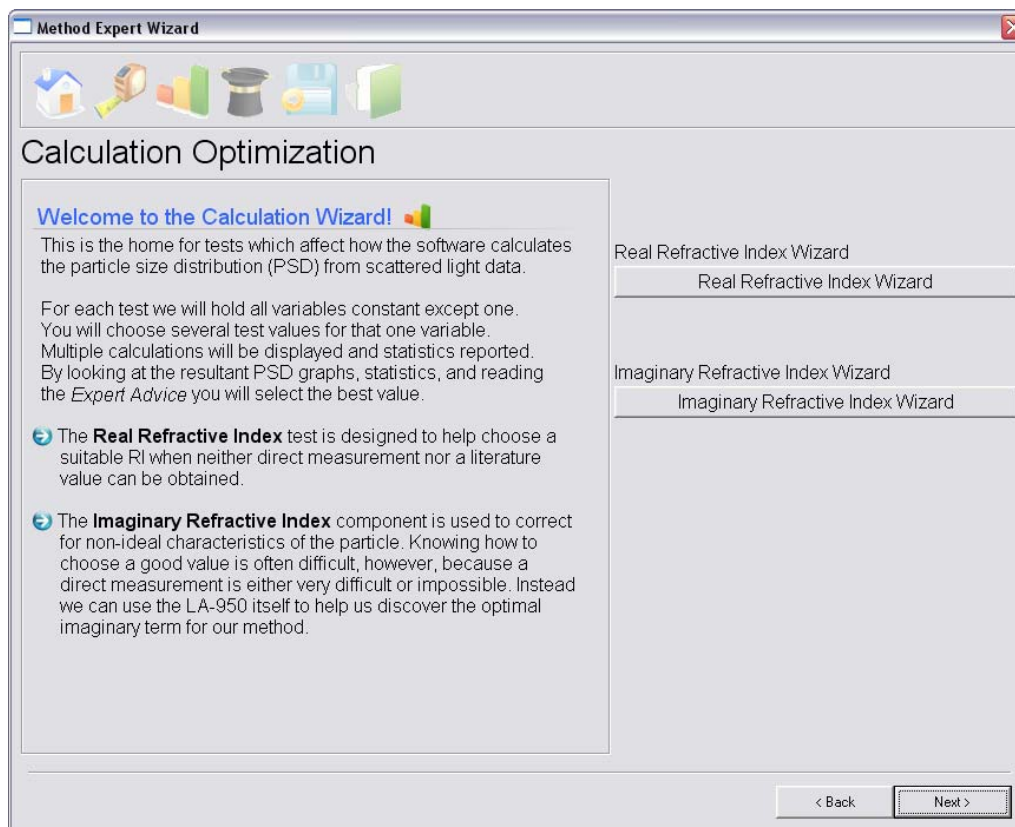 Method Expert Wizard
Calculation Optimization
Welcome to the Calculation Wizard!
This is the home for tests which affect how the software calculates
the particle size distribution (PSD) from scattered light data.
For each test we will hold all variables constant except one.
You will choose several test values for that one variable.
Multiple calculations will be displayed and statistics reported.
By looking at the resultant PSD graphs, statistics, and reading
the Expert Advice you will select the best value.
The Real Refractive Index test is designed to help choose a
suitable RI when neither direct measurement nor a literature
value can be obtained.
The Imaginary Refractive Index component is used to correct
for non-ideal characteristics of the particle. Knowing how to
choose a good value is often difficult, however, because a
direct measurement is either very difficult or impossible. Instead
we can use the LA-950 itself to help us discover the optimal
imaginary term for our method.
Real Refractive Index Wizard
Real Refractive Index Wizard
Imaginary Refractive Index Wizard
Imaginary Refractive Index Wizard
< Back
Next >